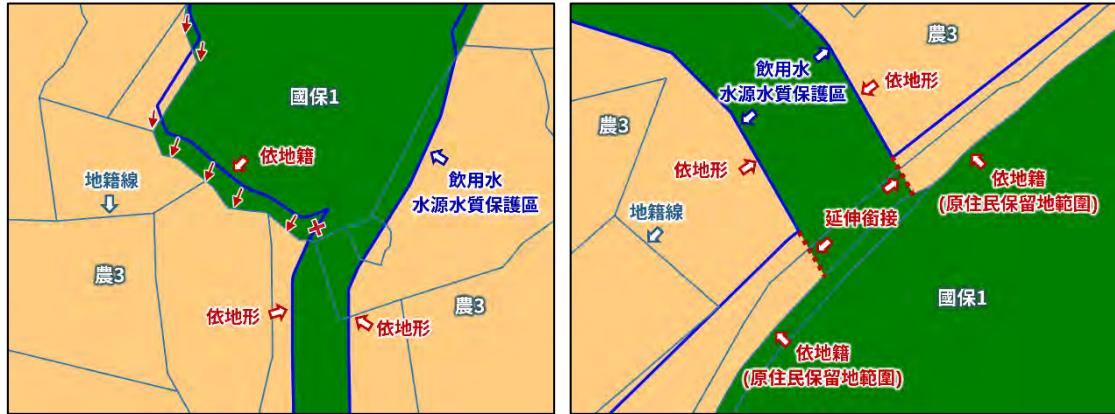 國保1
依地籍
飲用水
水源水質保護區
地籍線
農3
依地形
依地形
農3
農3
飲用水
水源水質保護區
依地形
農3
依地形
依地籍
(原住民保留地範圍)
地籍線
延伸銜接
國保1
依地籍
(原住民保留地範圍)